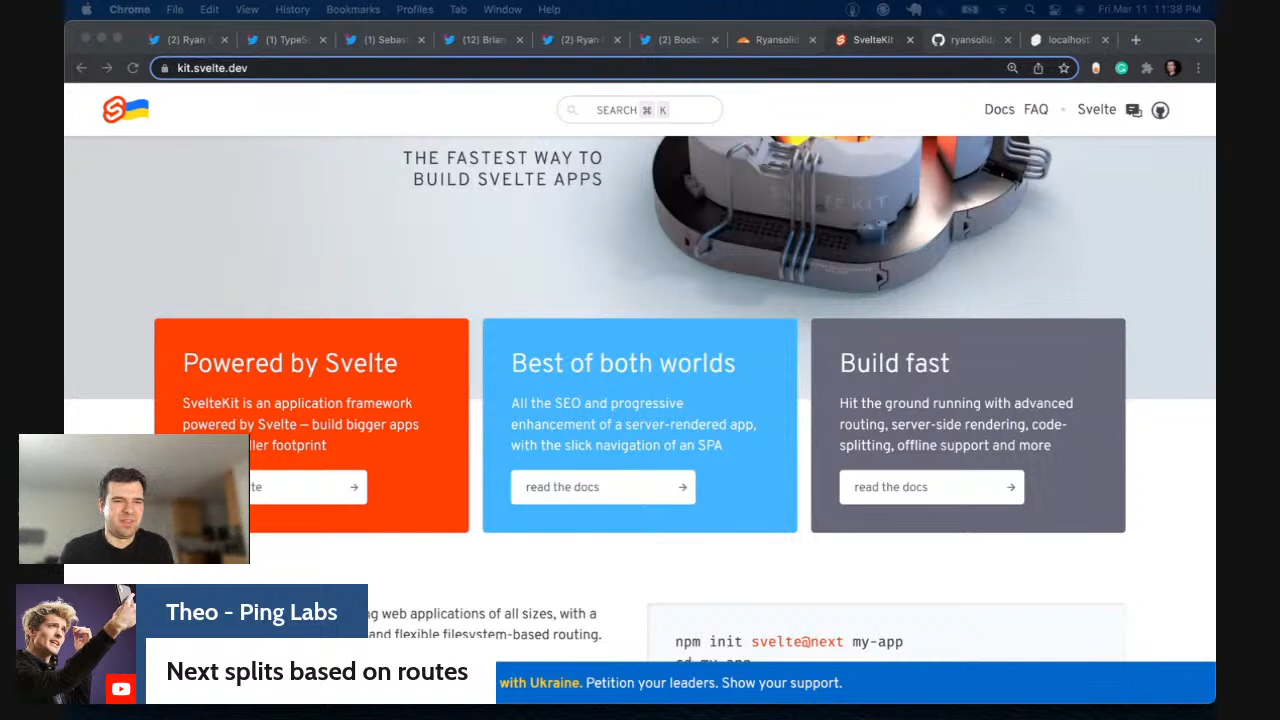 Chrome File Edit View History Bookmarks Profiles Tab Window Help Fri Mar 11 11:38 PM
(2) Ryan (1) TypeS (1) Sebas (12) Brian (2) Ryan (2) Book Ryansolid SvelteKit ryansolid/ localhost
kit.svelte.dev
SEARCH ⌘ K
Docs FAQ • Svelte
THE FASTEST WAY TO
BUILD SVELTE APPS
SVELTEKIT
Powered by Svelte
SvelteKit is an application framework
powered by Svelte — build bigger apps
ller footprint
te →
Best of both worlds
All the SEO and progressive
enhancement of a server-rendered app,
with the slick navigation of an SPA
read the docs →
Build fast
Hit the ground running with advanced
routing, server-side rendering, code-
splitting, offline support and more
read the docs →
ng web applications of all sizes, with a
and flexible filesystem-based routing.
npm init svelte@next my-app
cd my-app
with Ukraine. Petition your leaders. Show your support.
Theo - Ping Labs
Next splits based on routes